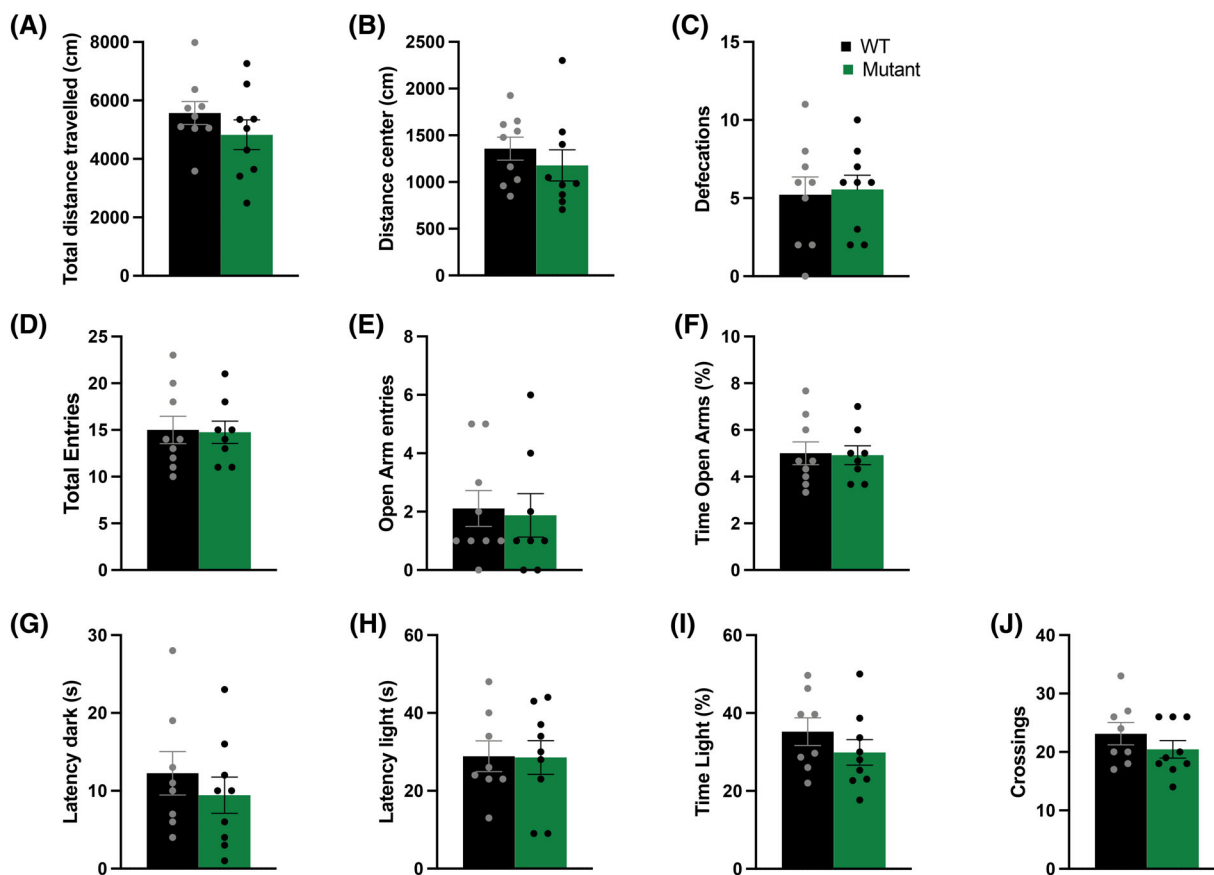 (A)
Total distance travelled (cm)
8000
6000
4000
2000
0
(B)
Distance center (cm)
2500
2000
1500
1000
500
0
(C)
Defecations
15
10
5
0
WT
Mutant
(D)
Total Entries
25
20
15
10
5
0
(E)
Open Arm entries
8
6
4
2
0
(F)
Time Open Arms (%)
10
8
6
4
2
0
(G)
Latency dark (s)
30
20
10
0
(H)
Latency light (s)
60
40
20
0
(I)
Time Light (%)
60
40
20
0
(J)
Crossings
40
30
20
10
0